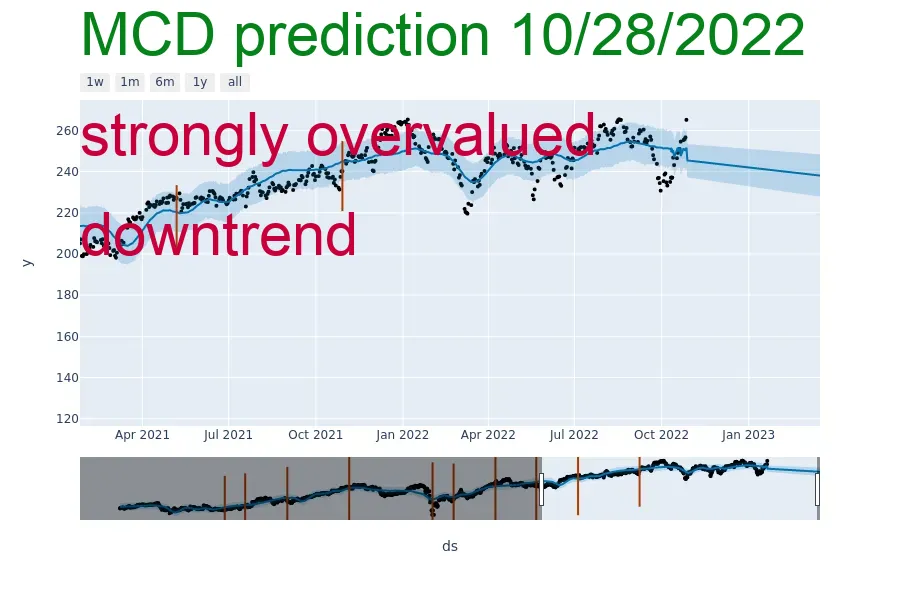 MCD prediction 10/28/2022
1w 1m 6m 1y all
260
strongly overvalued
240
220
downtrend
200
y
180
160
140
120
Apr 2021 Jul 2021 Oct 2021 Jan 2022 Apr 2022 Jul 2022 Oct 2022 Jan 2023
ds